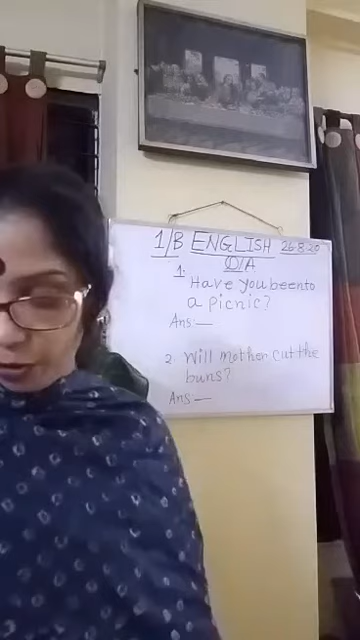 1/B ENGLISH 26·8·20
Q/A
1. Have you been to
a picnic?
Ans:—
2. Will mother cut the
buns?
Ans:—